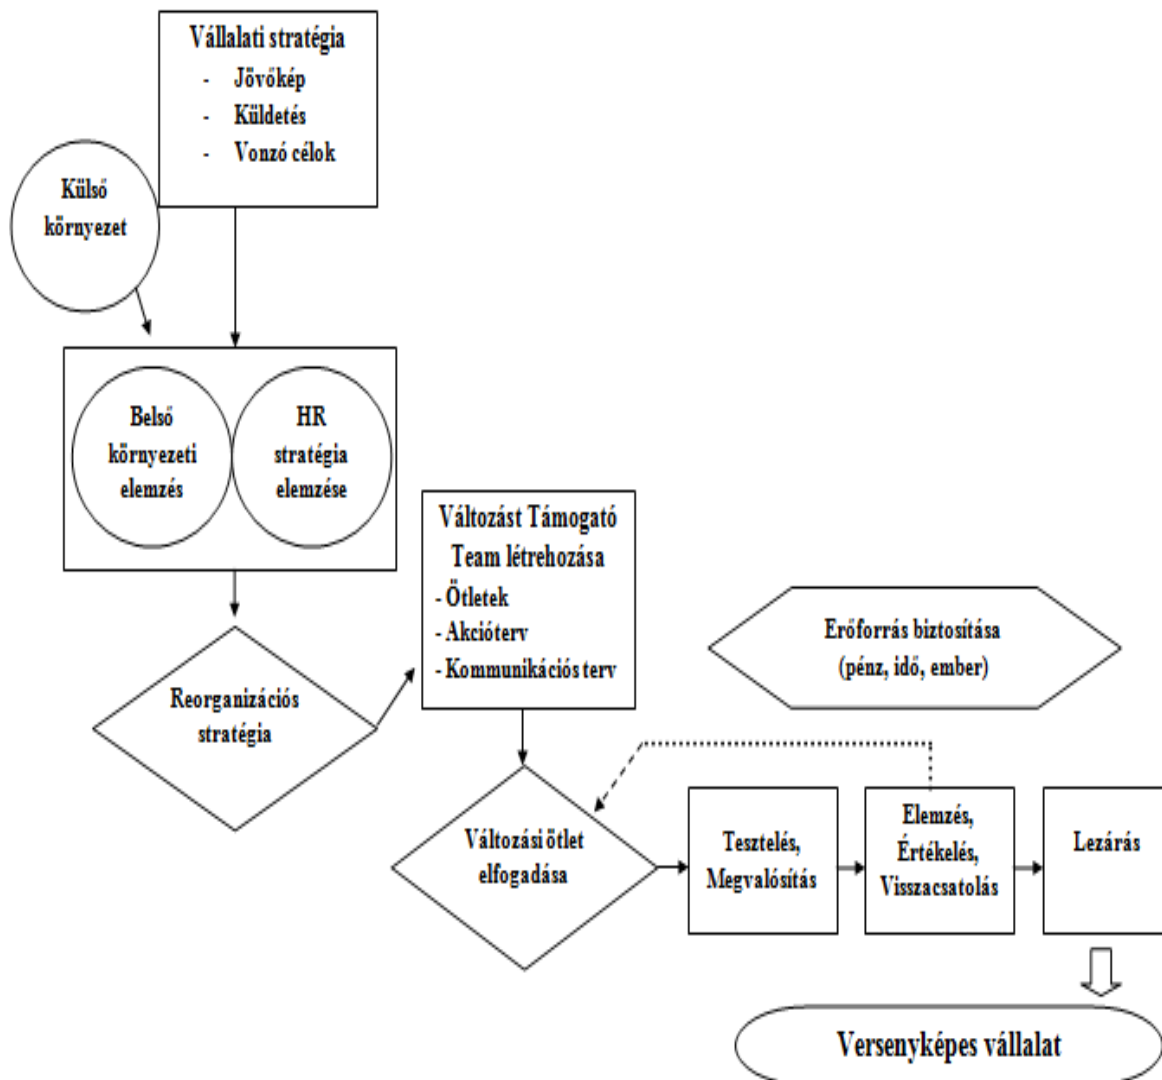 Vállalati stratégia
- Jövőkép
- Küldetés
- Vonzó célok
Külső
környezet
Belső
környezeti
elemzés
HR
stratégia
elemzése
Reorganizációs
stratégia
Változást Támogató
Team létrehozása
- Ötletek
- Akcióterv
- Kommunikációs terv
Erőforrás biztosítása
(pénz, idő, ember)
Változási ötlet
elfogadása
Tesztelés,
Megvalósítás
Elemzés,
Értékelés,
Visszacsatolás
Lezárás
Versenyképes vállalat